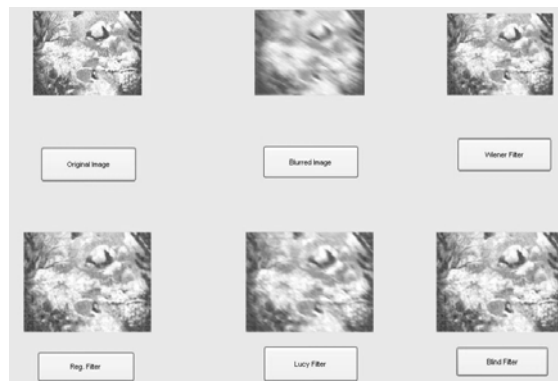 Original Image
Blurred Image
Wiener Filter
Reg. Filter
Lucy Filter
Blind Filter